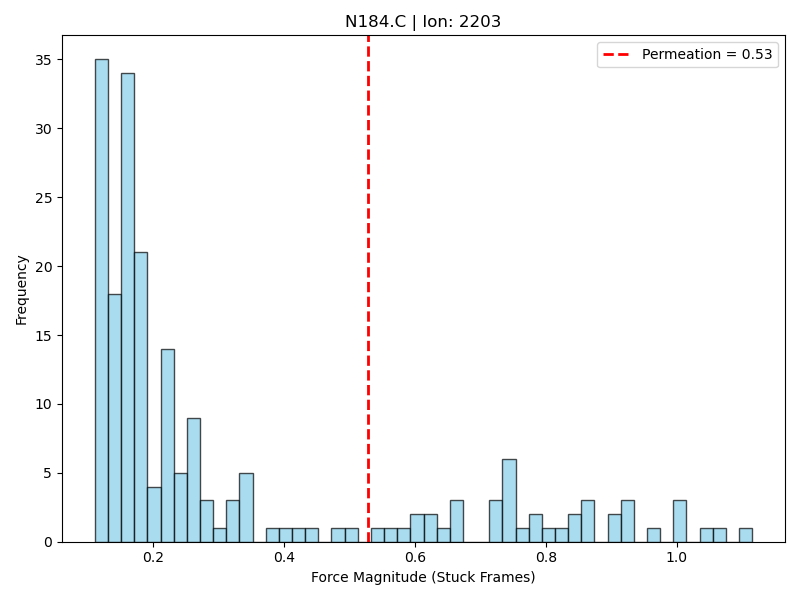 N184.C | Ion: 2203
Permeation = 0.53
Frequency
35
30
25
20
15
10
5
0
0.2 0.4 0.6 0.8 1.0
Force Magnitude (Stuck Frames)